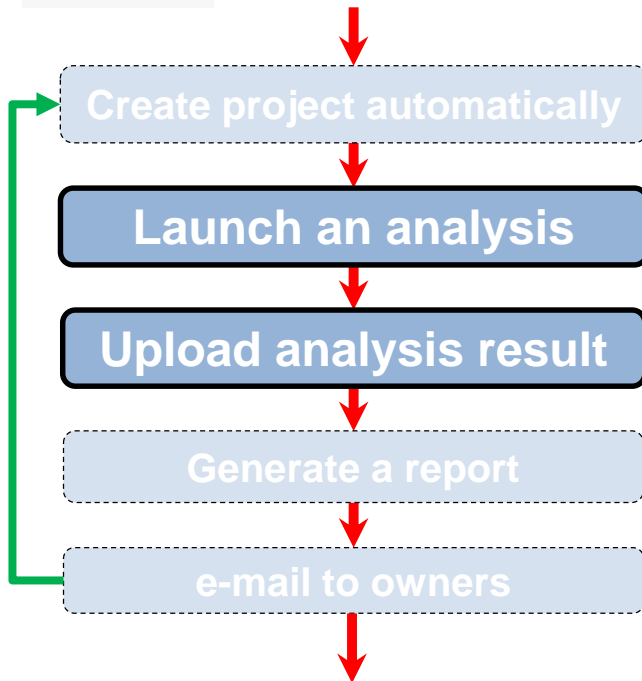 Create project automatically
Launch an analysis
Upload analysis result
Generate a report
e-mail to owners